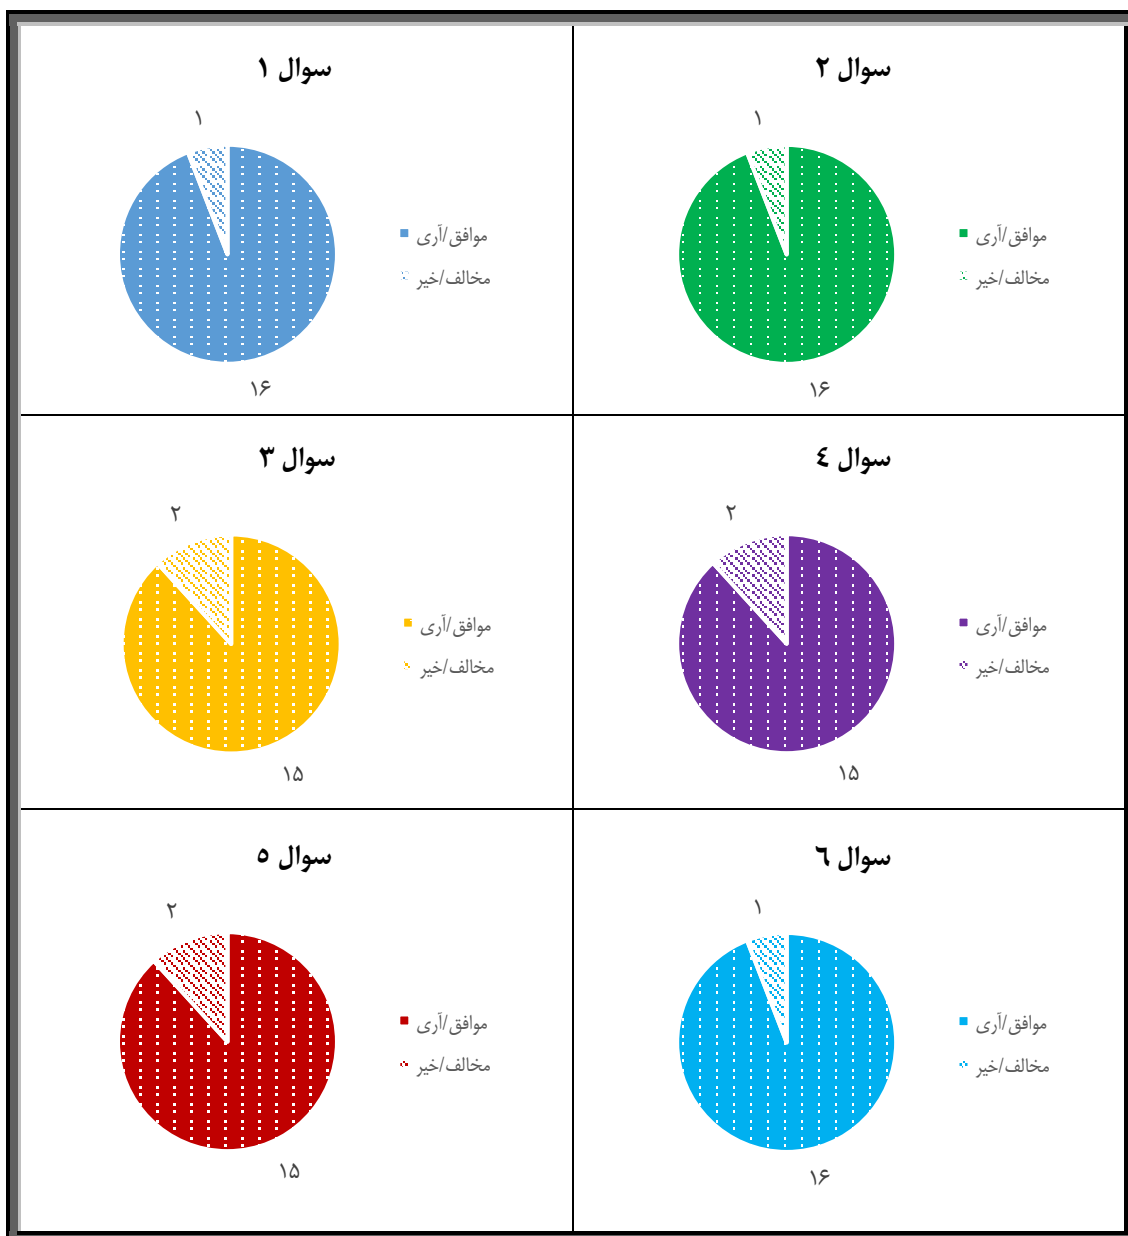 سوال ۱
۱
موافق/آری
مخالف/خیر
۱۶
سوال ۲
۱
موافق/آری
مخالف/خیر
۱۶
سوال ۳
۲
موافق/آری
مخالف/خیر
۱۵
سوال ٤
۲
موافق/آری
مخالف/خیر
۱۵
سوال ٥
۲
موافق/آری
مخالف/خیر
۱۵
سوال ٦
۱
موافق/آری
مخالف/خیر
۱۶